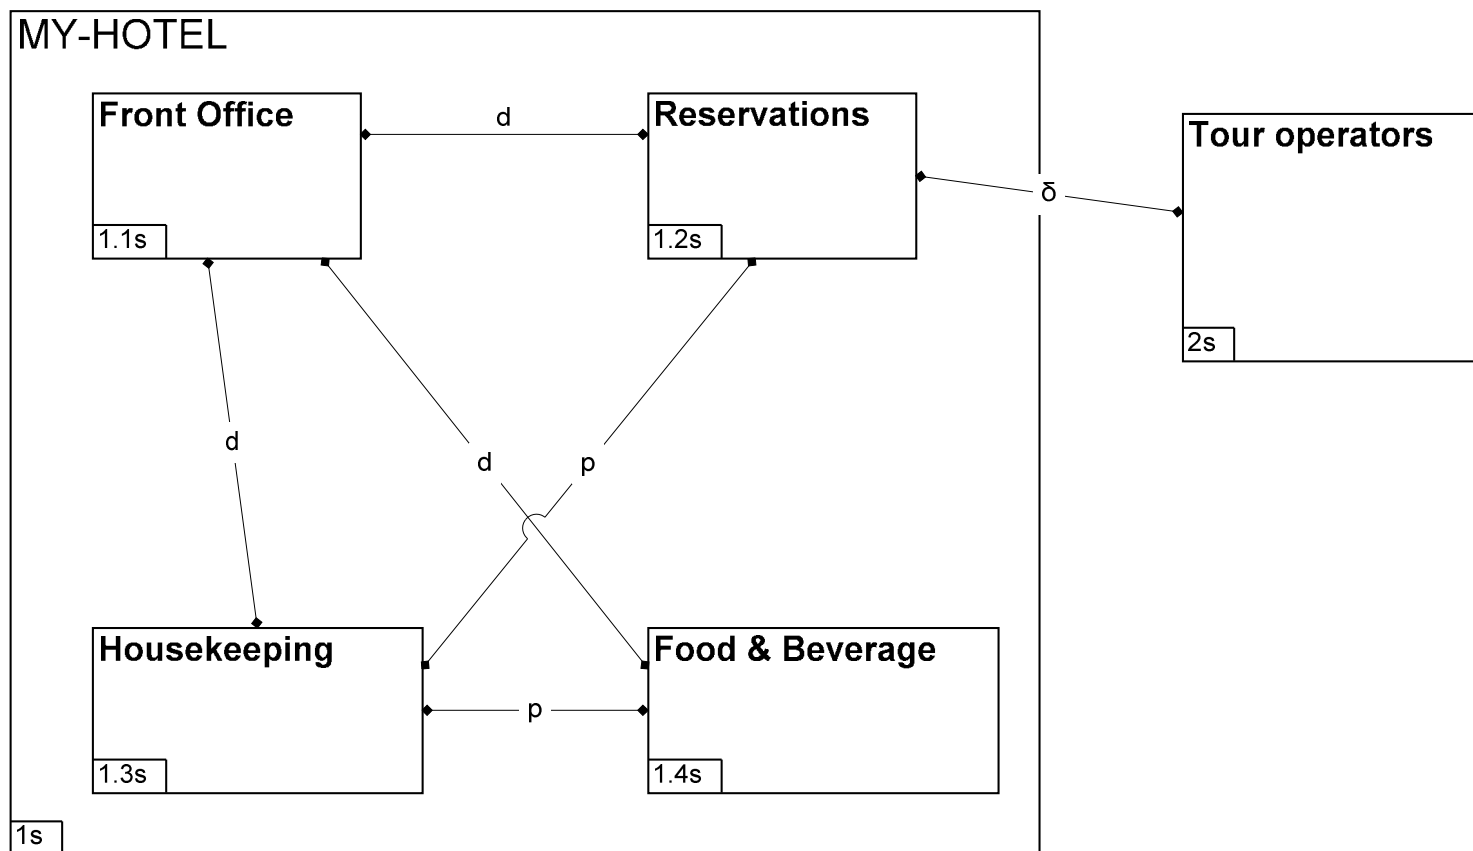 MY-HOTEL
Front Office
d
Reservations
Tour operators
δ
1.1s
1.2s
2s
d
d
p
Housekeeping
Food & Beverage
p
1.3s
1.4s
1s